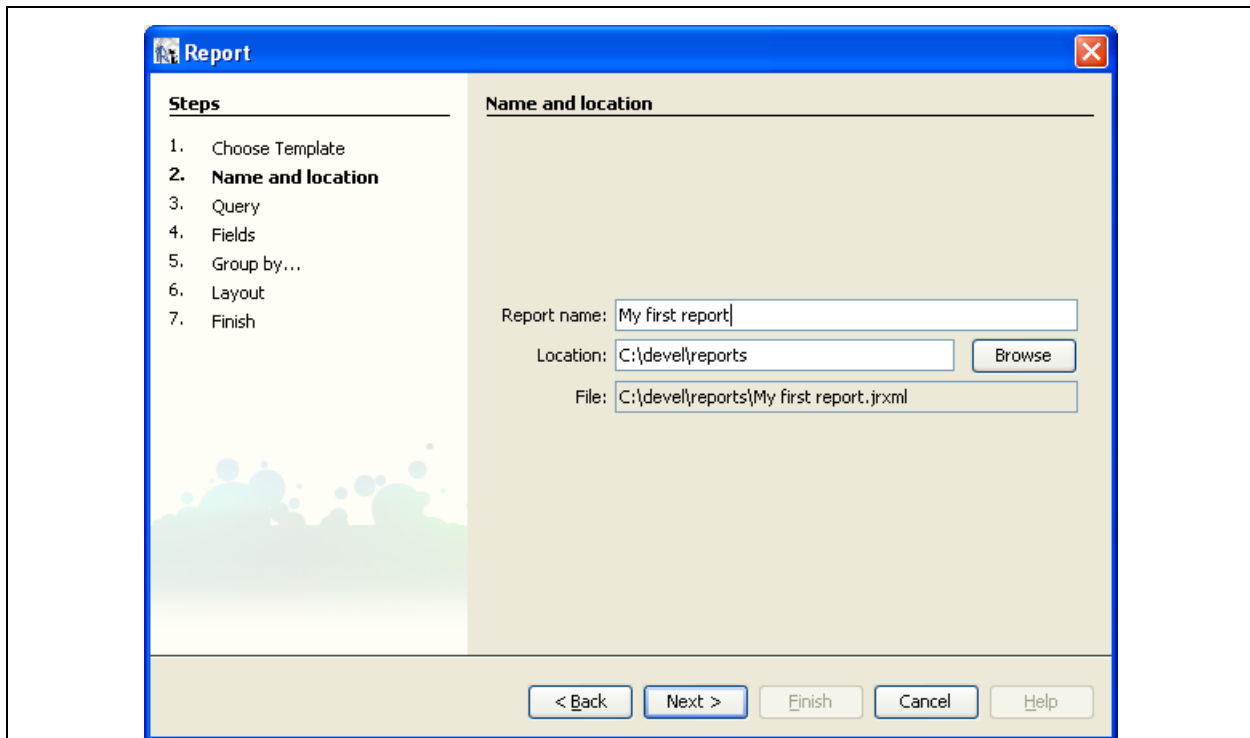 Report
Steps
1. Choose Template
2. Name and location
3. Query
4. Fields
5. Group by...
6. Layout
7. Finish
Name and location
Report name: My first report
Location: C:\devel\reports Browse
File: C:\devel\reports\My first report.jrxml
< Back Next > Finish Cancel Help